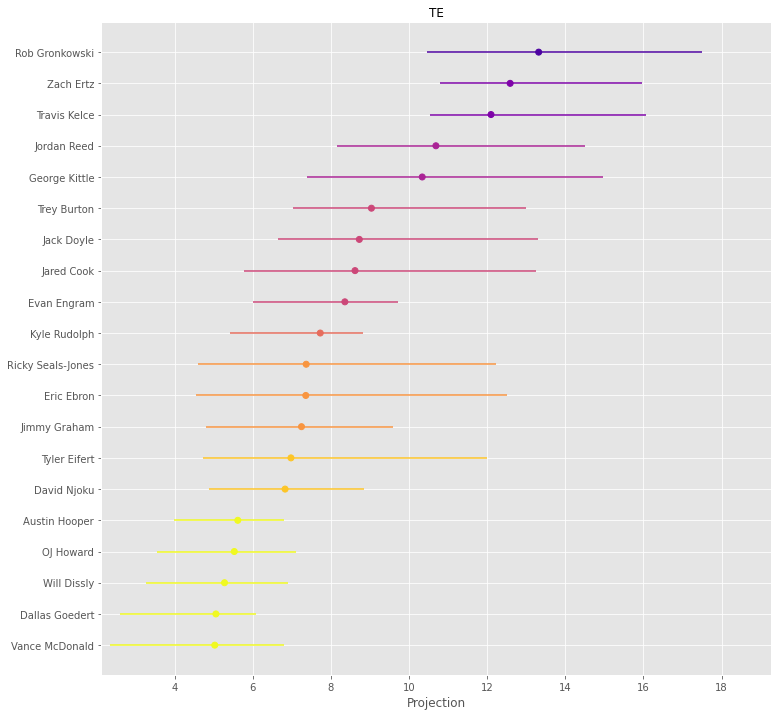 TE
Rob Gronkowski
Zach Ertz
Travis Kelce
Jordan Reed
George Kittle
Trey Burton
Jack Doyle
Jared Cook
Evan Engram
Kyle Rudolph
Ricky Seals-Jones
Eric Ebron
Jimmy Graham
Tyler Eifert
David Njoku
Austin Hooper
OJ Howard
Will Dissly
Dallas Goedert
Vance McDonald
4 6 8 10 12 14 16 18
Projection